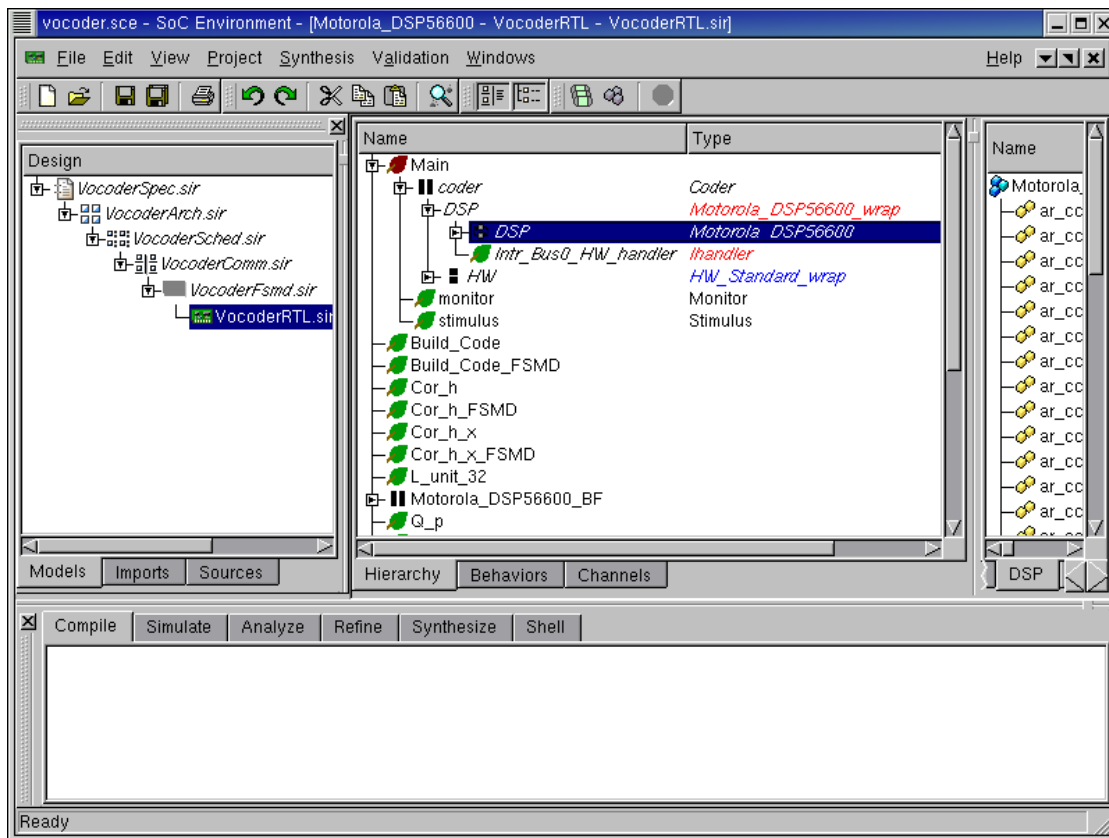 vocoder.sce - SoC Environment - [Motorola_DSP56600 - VocoderRTL - VocoderRTL.sir]
File Edit View Project Synthesis Validation Windows Help
Design
VocoderSpec.sir
VocoderArch.sir
VocoderSched.sir
VocoderComm.sir
VocoderFsmd.sir
VocoderRTL.sir
Models Imports Sources
Name Type
Main
coder Coder
DSP Motorola_DSP56600_wrap
DSP Motorola_DSP56600
Intr_Bus0_HW_handler Ihandler
HW HW_Standard_wrap
monitor Monitor
stimulus Stimulus
Build_Code
Build_Code_FSMD
Cor_h
Cor_h_FSMD
Cor_h_x
Cor_h_x_FSMD
L_unit_32
Motorola_DSP56600_BF
Q_p
Hierarchy Behaviors Channels
Name
Motorola_
ar_cc
ar_cc
ar_cc
ar_cc
ar_cc
ar_cc
ar_cc
ar_cc
ar_cc
ar_cc
ar_cc
ar_cc
ar_cc
DSP
Compile Simulate Analyze Refine Synthesize Shell
Ready